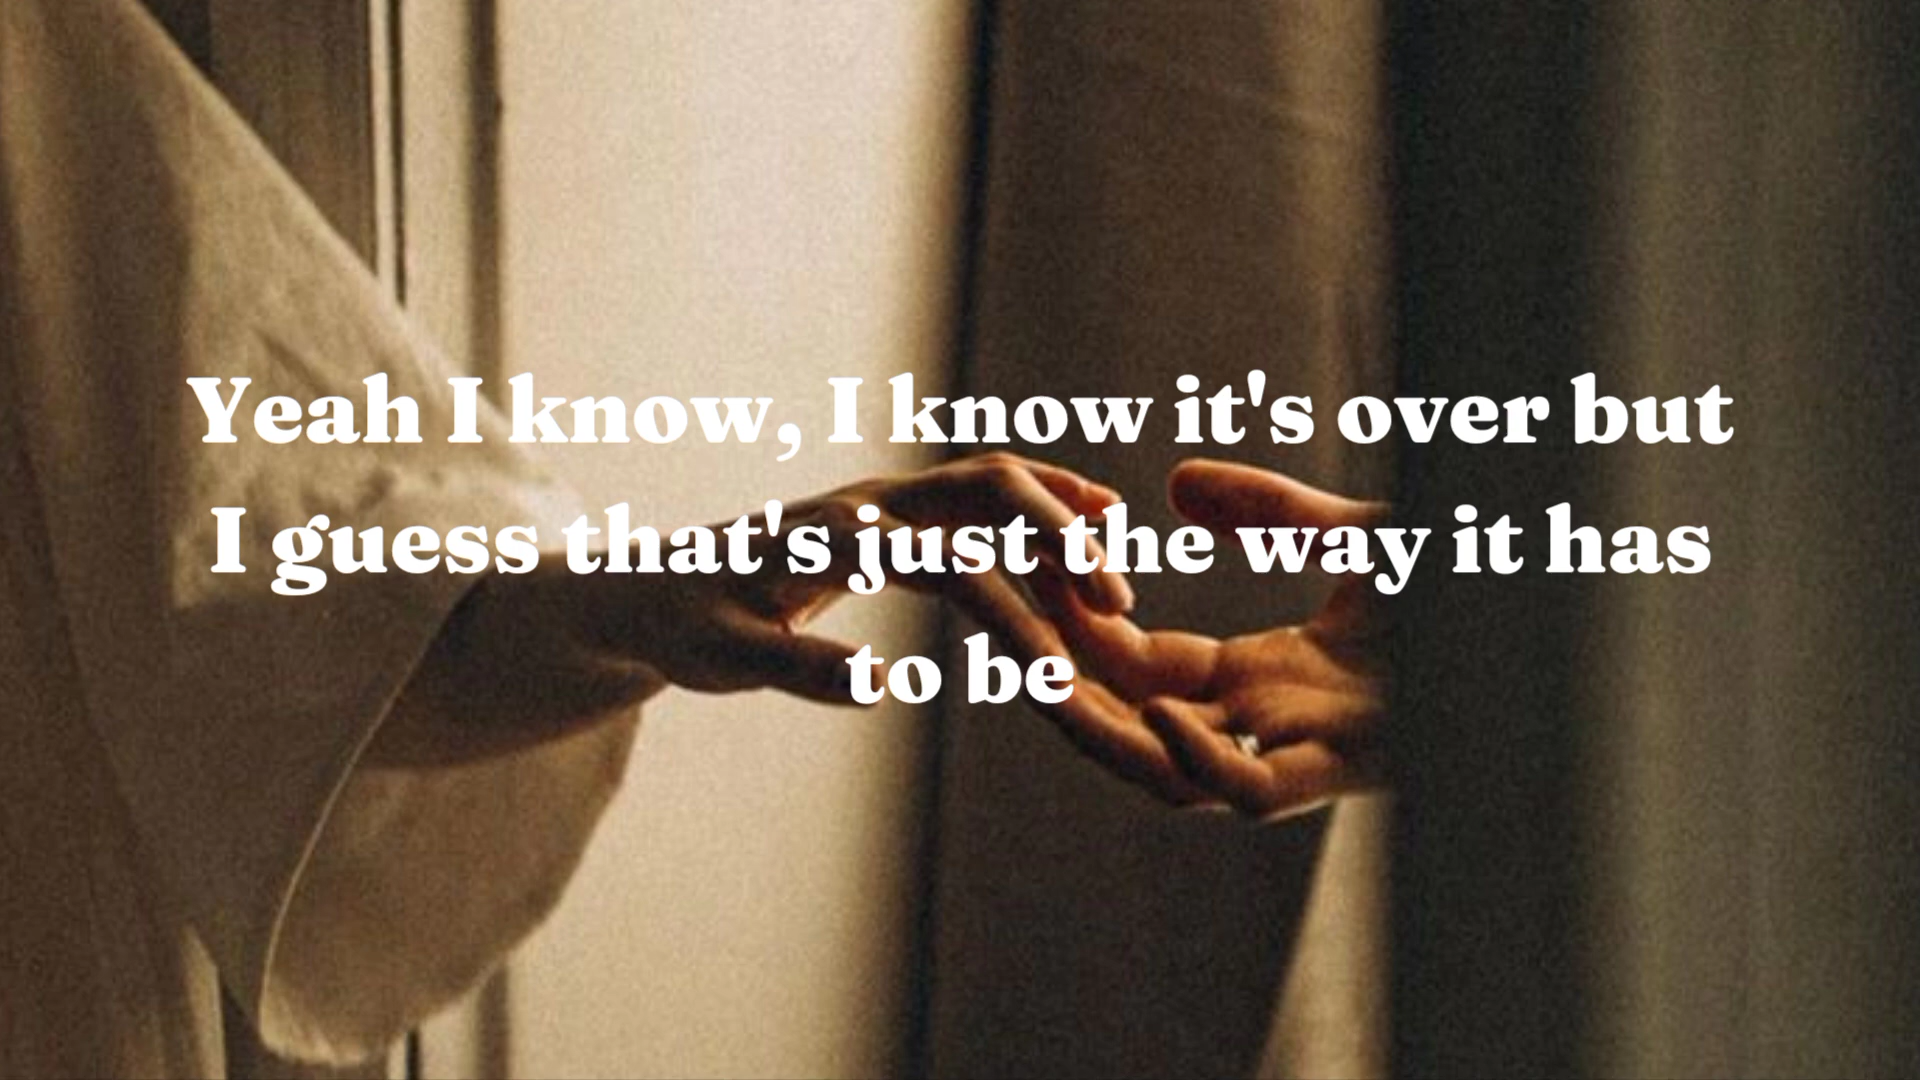 Yeah I know, I know it's over but
I guess that's just the way it has
to be